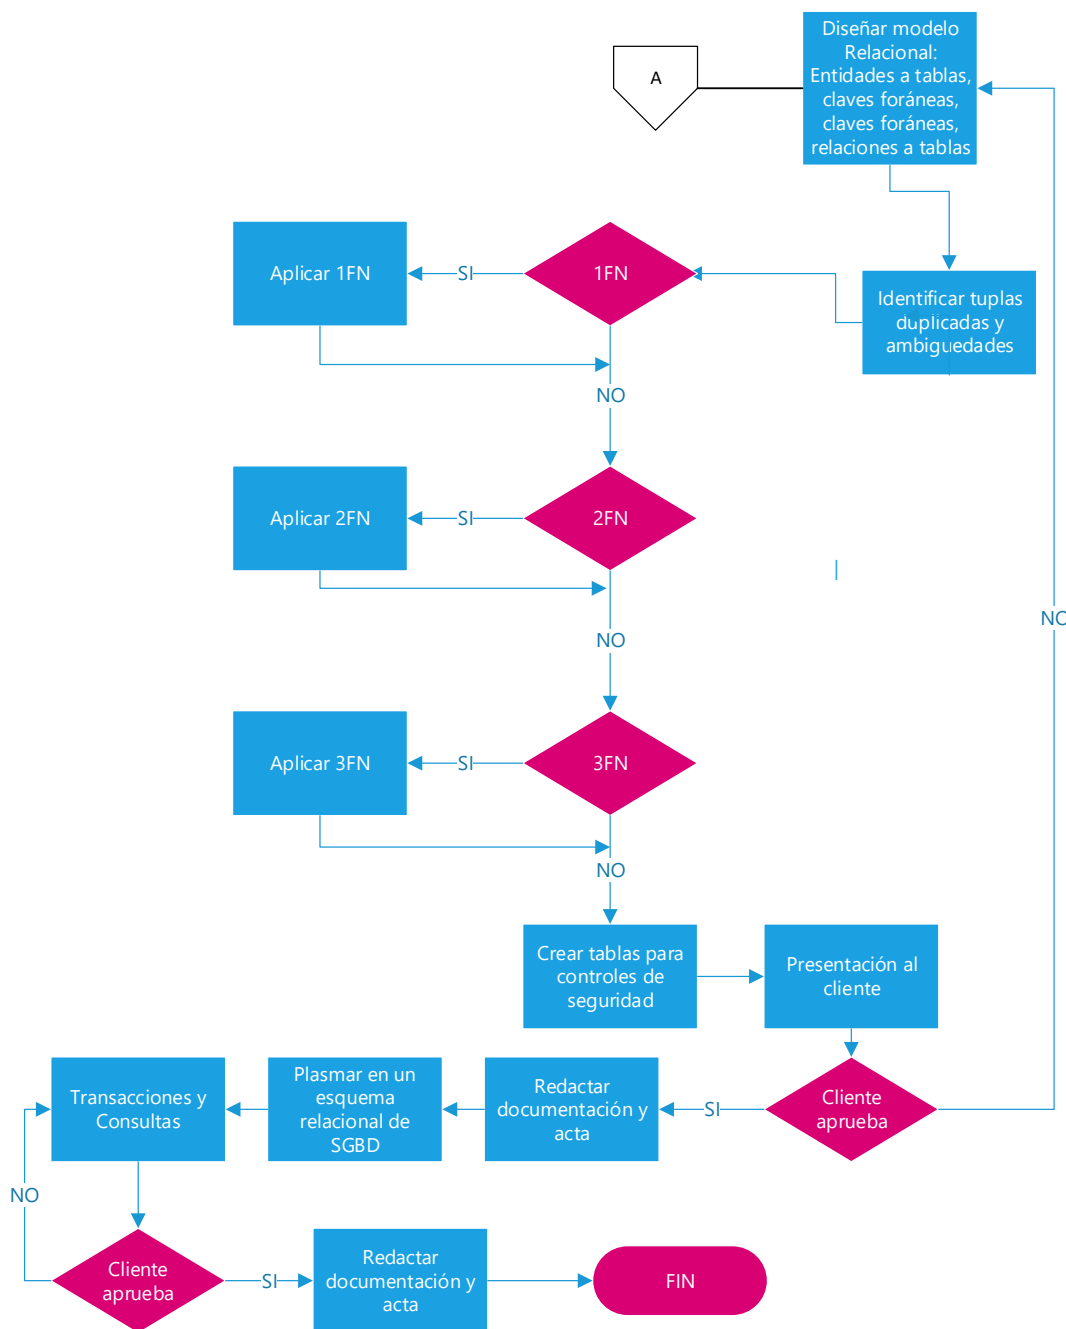 Diseñar modelo
Relacional:
Entidades a tablas,
claves foráneas,
claves foráneas,
relaciones a tablas
A
Aplicar 1FN
SI
1FN
Identificar tuplas
duplicadas y
ambiguedades
NO
Aplicar 2FN
SI
2FN
NO
NO
Aplicar 3FN
SI
3FN
NO
Crear tablas para
controles de
seguridad
Presentación al
cliente
Transacciones y
Consultas
Plasmar en un
esquema
relacional de
SGBD
Redactar
documentación y
acta
SI
Cliente
aprueba
NO
Cliente
aprueba
SI
Redactar
documentación y
acta
FIN